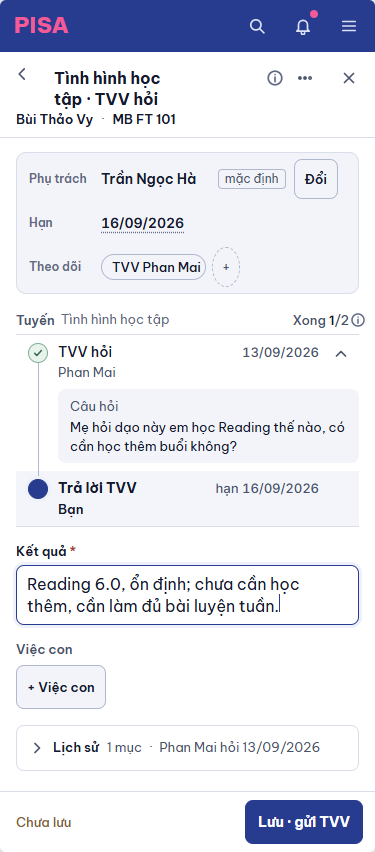 PISA
Tình hình học
tập · TVV hỏi
Bùi Thảo Vy · MB FT 101
Phụ trách Trần Ngọc Hà mặc định Đổi
Hạn 16/09/2026
Theo dõi TVV Phan Mai +
Tuyến Tình hình học tập Xong 1/2
TVV hỏi 13/09/2026
Phan Mai
Câu hỏi
Mẹ hỏi dạo này em học Reading thế nào, có
cần học thêm buổi không?
Trả lời TVV hạn 16/09/2026
Bạn
Kết quả *
Reading 6.0, ổn định; chưa cần học
thêm, cần làm đủ bài luyện tuần.
Việc con
+ Việc con
Lịch sử 1 mục · Phan Mai hỏi 13/09/2026
Chưa lưu Lưu · gửi TVV